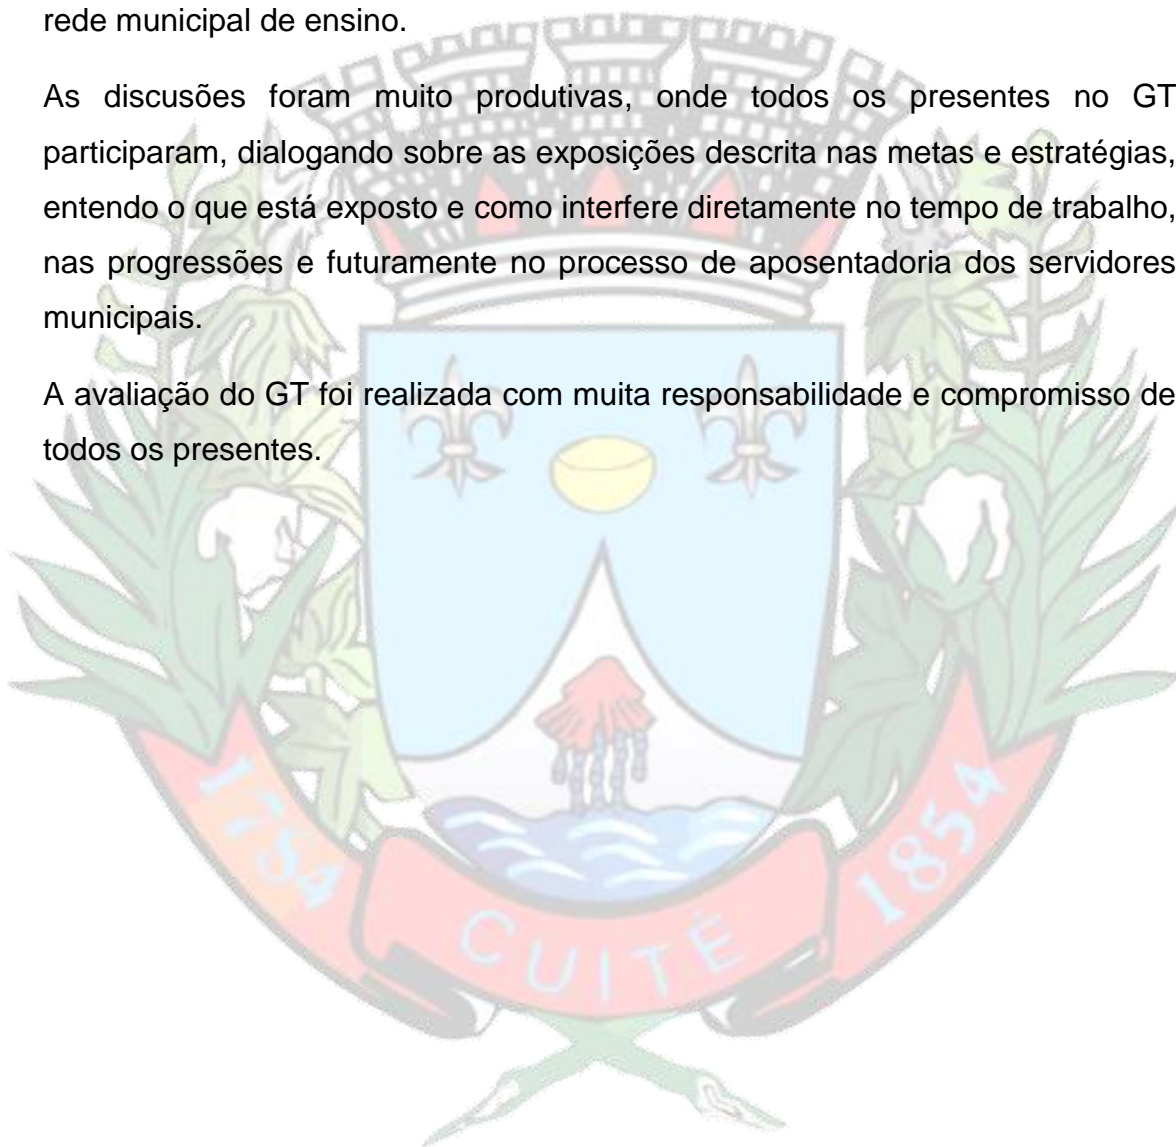 rede municipal de ensino.
As discusões foram muito produtivas, onde todos os presentes no GT
participaram, dialogando sobre as exposições descrita nas metas e estratégias,
entendo o que está exposto e como interfere diretamente no tempo de trabalho,
nas progressões e futuramente no processo de aposentadoria dos servidores
municipais.
A avaliação do GT foi realizada com muita responsabilidade e compromisso de
todos os presentes.
1754
CUITÉ
1854